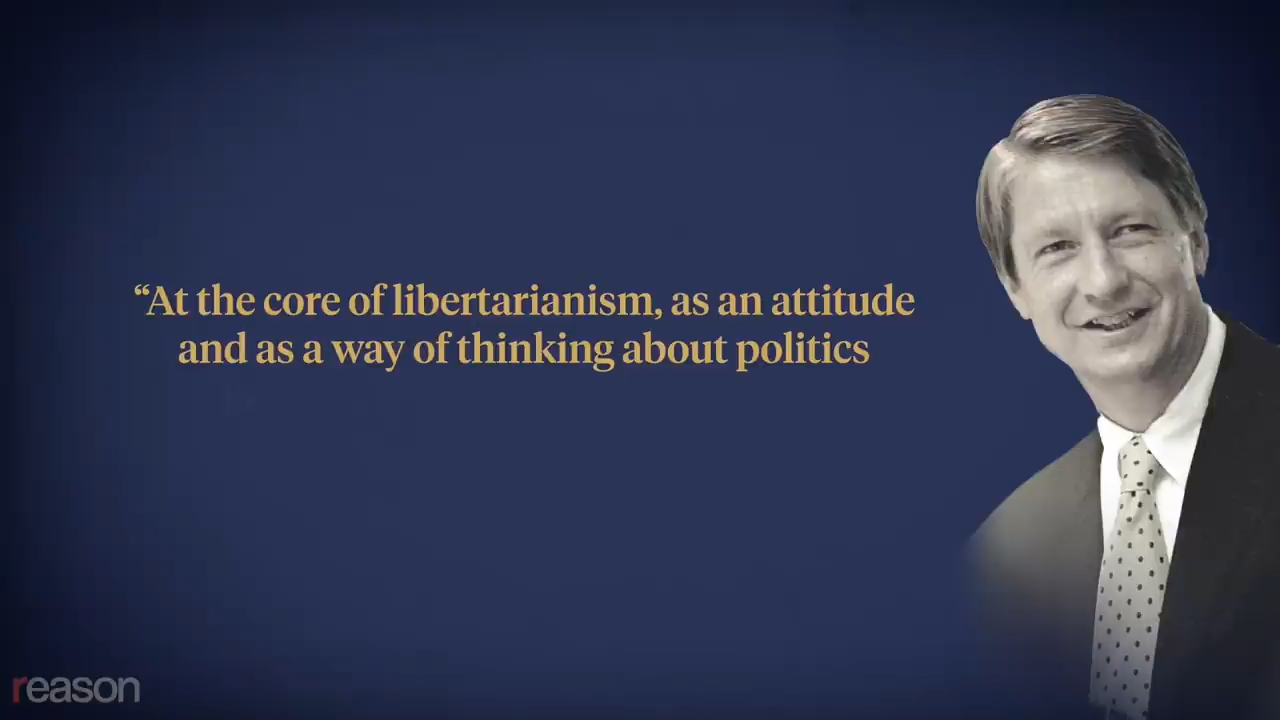 “At the core of libertarianism, as an attitude
and as a way of thinking about politics
reason